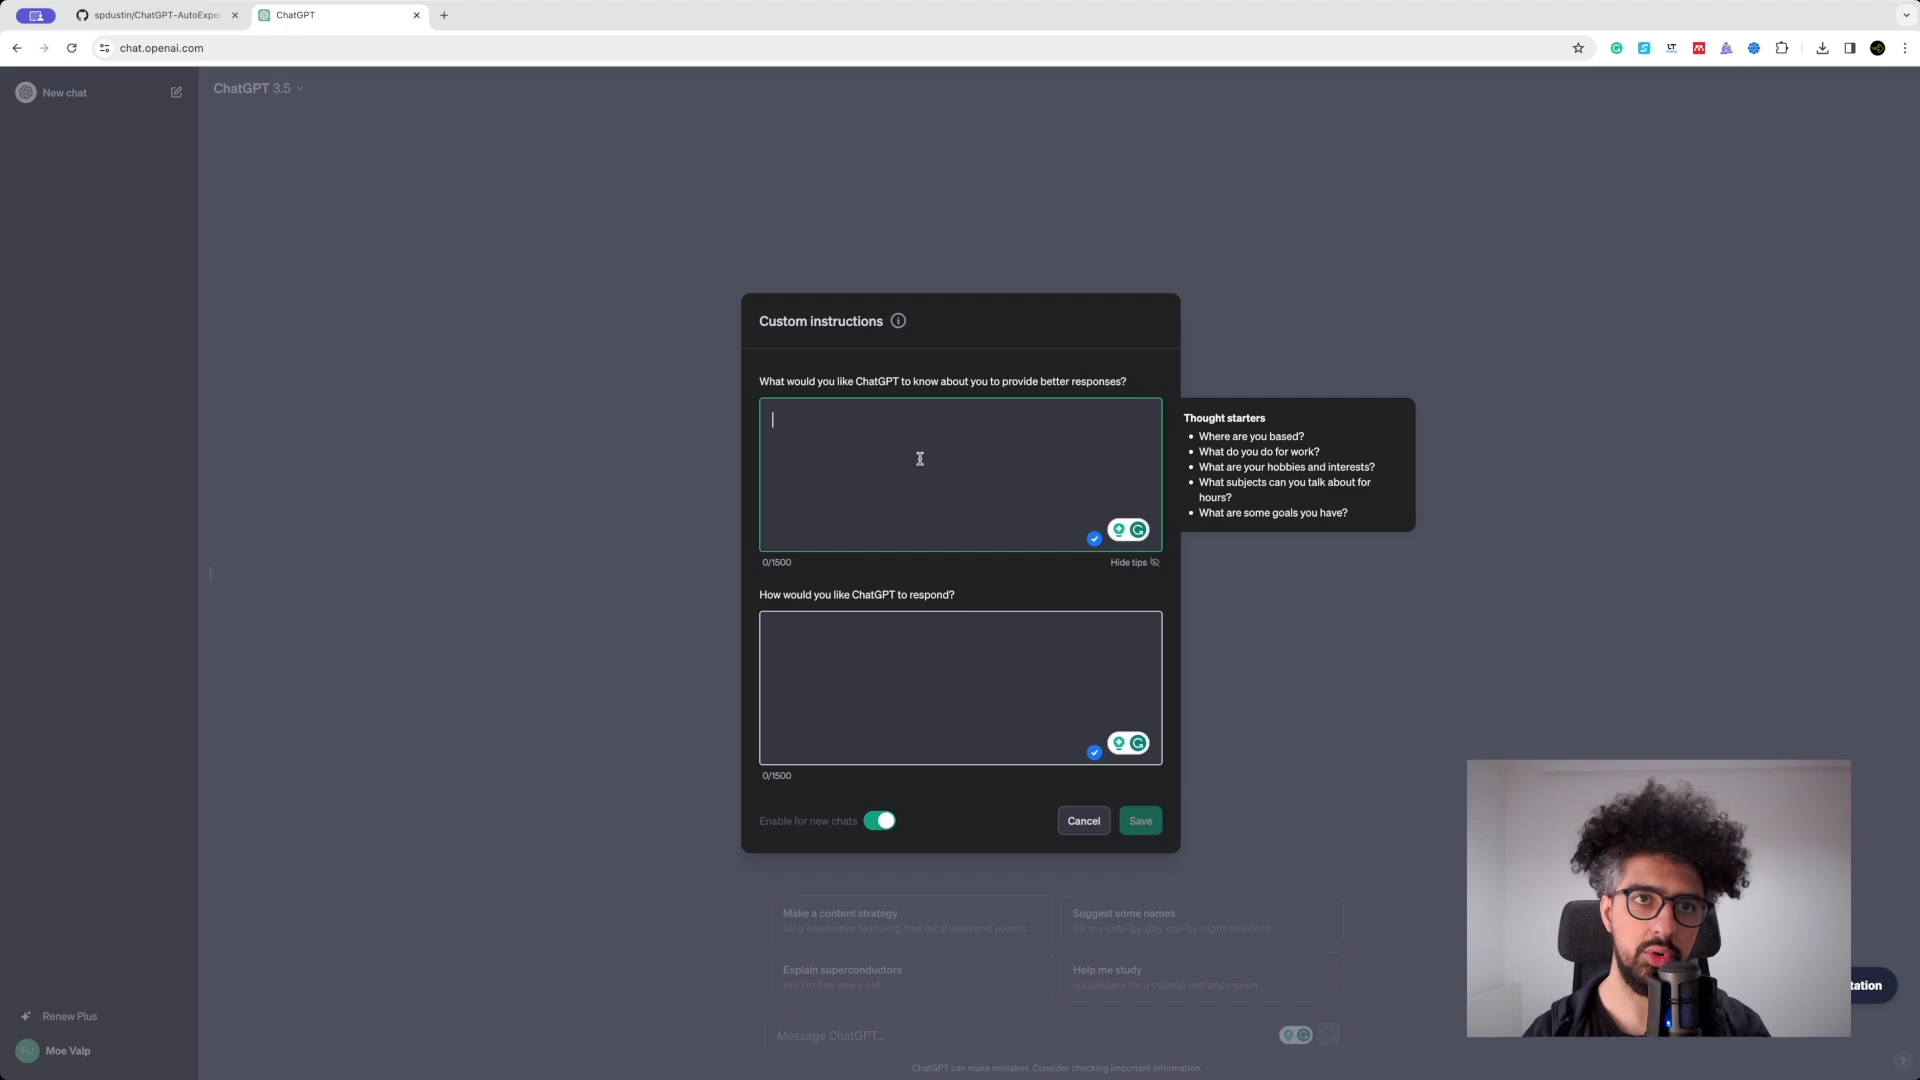 spdustin/ChatGPT-AutoExpe
ChatGPT
chat.openai.com
New chat
ChatGPT 3.5
Custom instructions
What would you like ChatGPT to know about you to provide better responses?
Thought starters
Where are you based?
What do you do for work?
What are your hobbies and interests?
What subjects can you talk about for
hours?
What are some goals you have?
0/1500
Hide tips
How would you like ChatGPT to respond?
0/1500
Enable for new chats
Cancel
Save
Make a content strategy
for a newsletter featuring free local weekend events
Suggest some names
for my cafe-by-day, bar-by-night business
Explain superconductors
like I'm five years old
Help me study
vocabulary for a college entrance exam
tation
Renew Plus
Message ChatGPT...
FU
Moe Valp
ChatGPT can make mistakes. Consider checking important information.
?